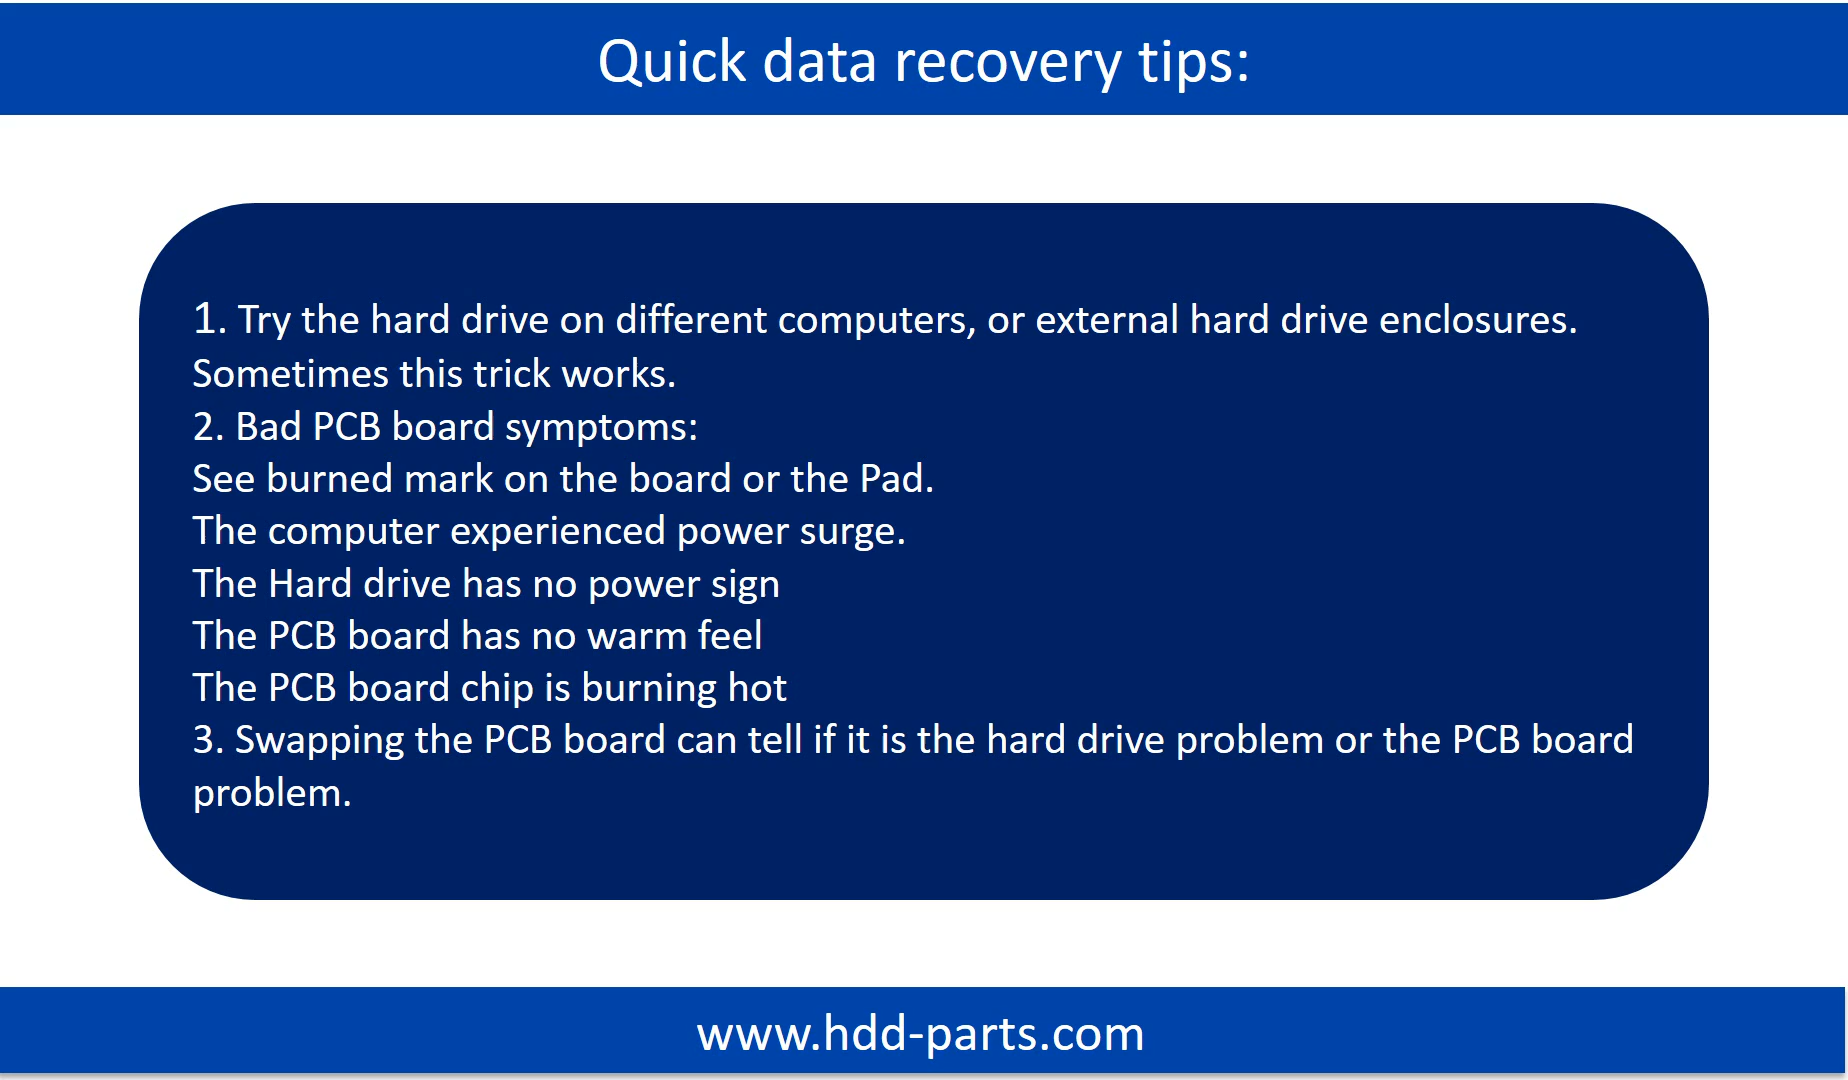 Quick data recovery tips:
1. Try the hard drive on different computers, or external hard drive enclosures.
Sometimes this trick works.
2. Bad PCB board symptoms:
See burned mark on the board or the Pad.
The computer experienced power surge.
The Hard drive has no power sign
The PCB board has no warm feel
The PCB board chip is burning hot
3. Swapping the PCB board can tell if it is the hard drive problem or the PCB board
problem.
www.hdd-parts.com